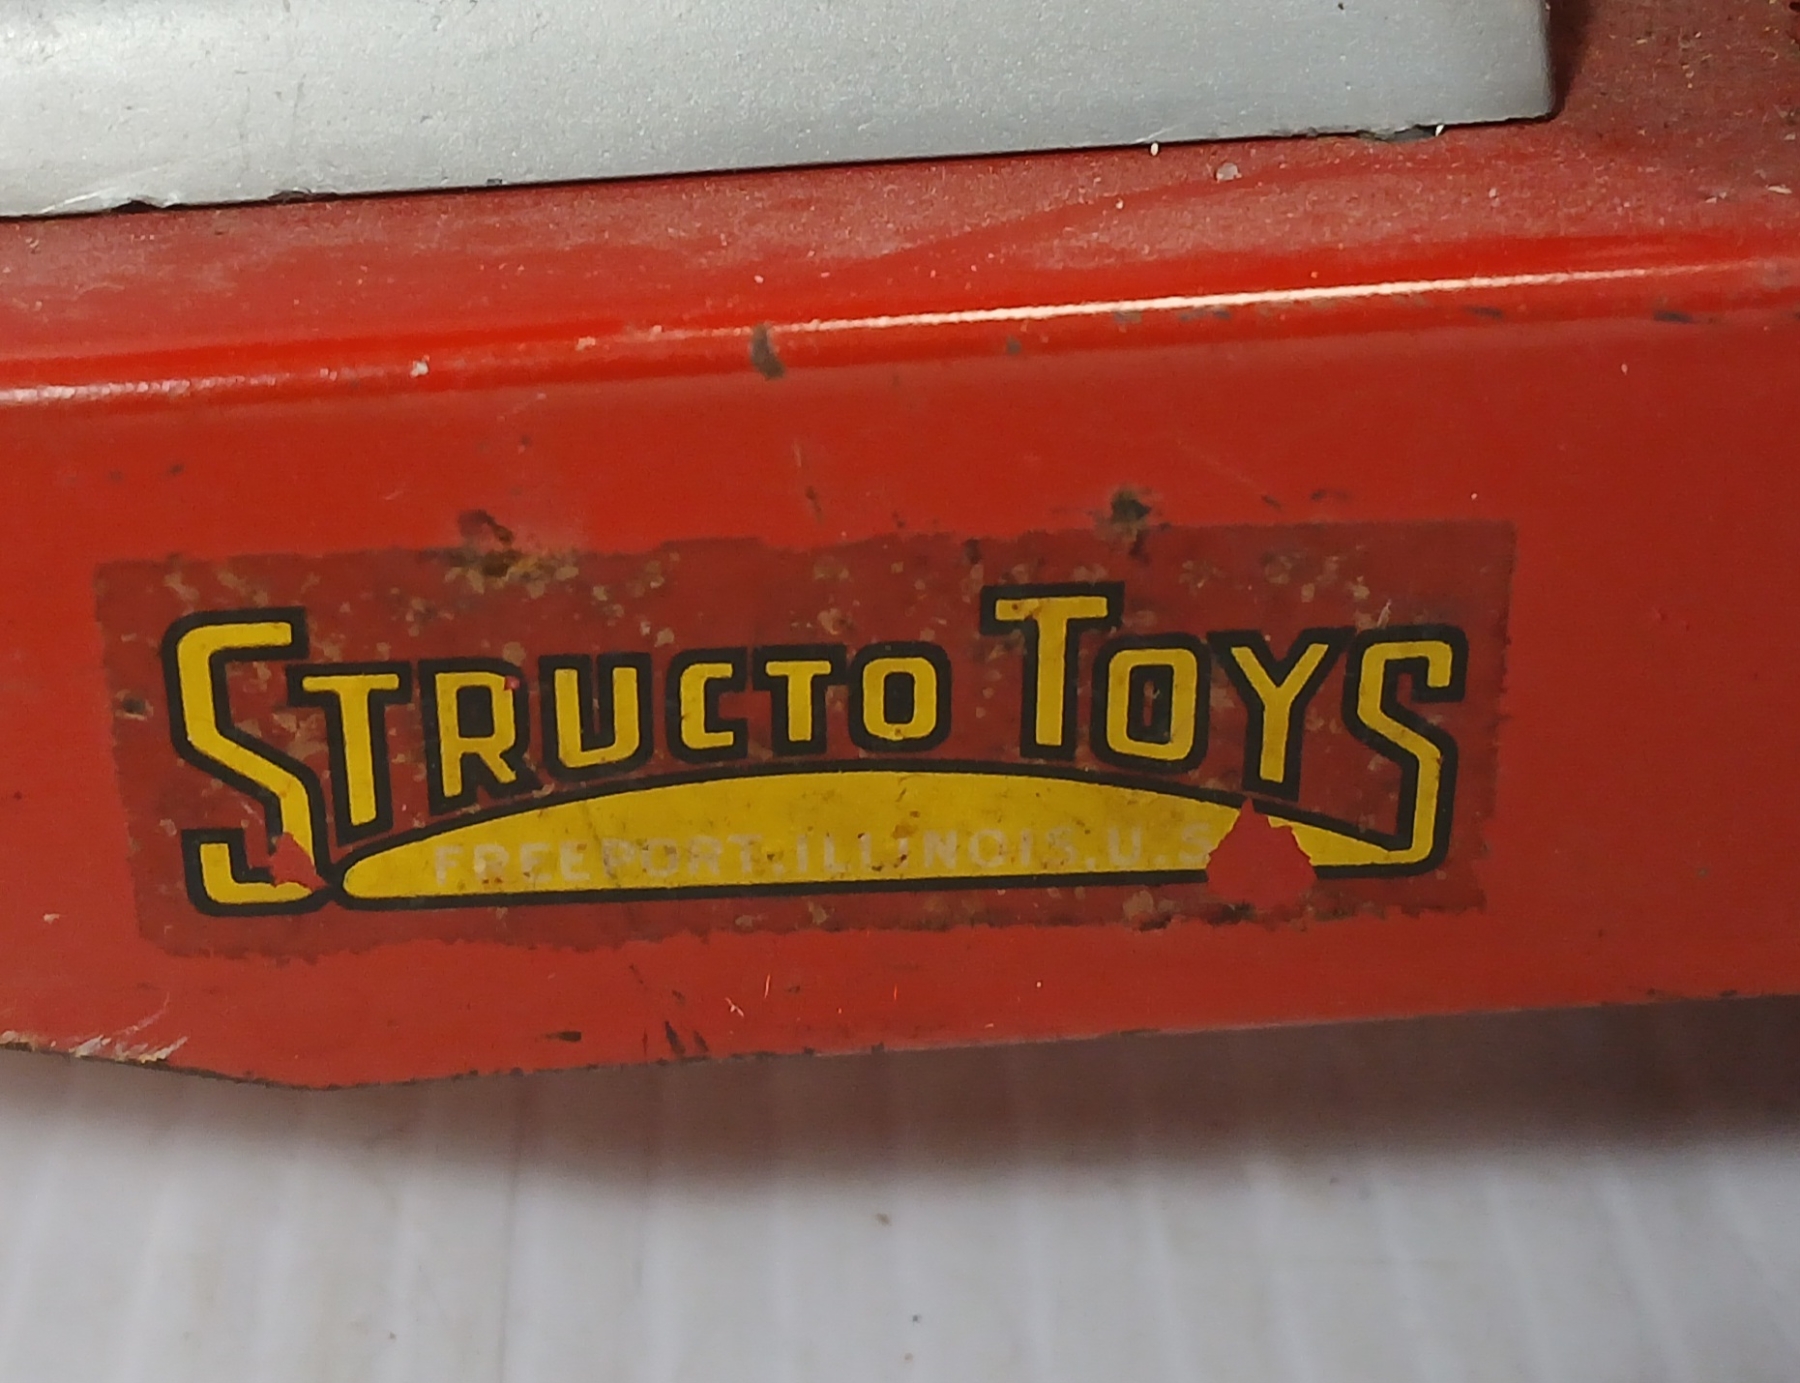 STRUCTO TOYS
FREEPORT, ILLINOIS, U.S